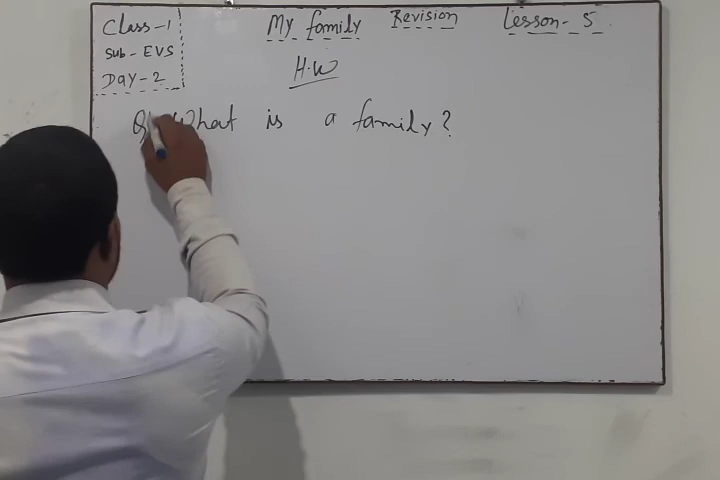 Class-1
Sub-EVS
Day-2
My family Revision Lesson-5
H.W
What is a family?